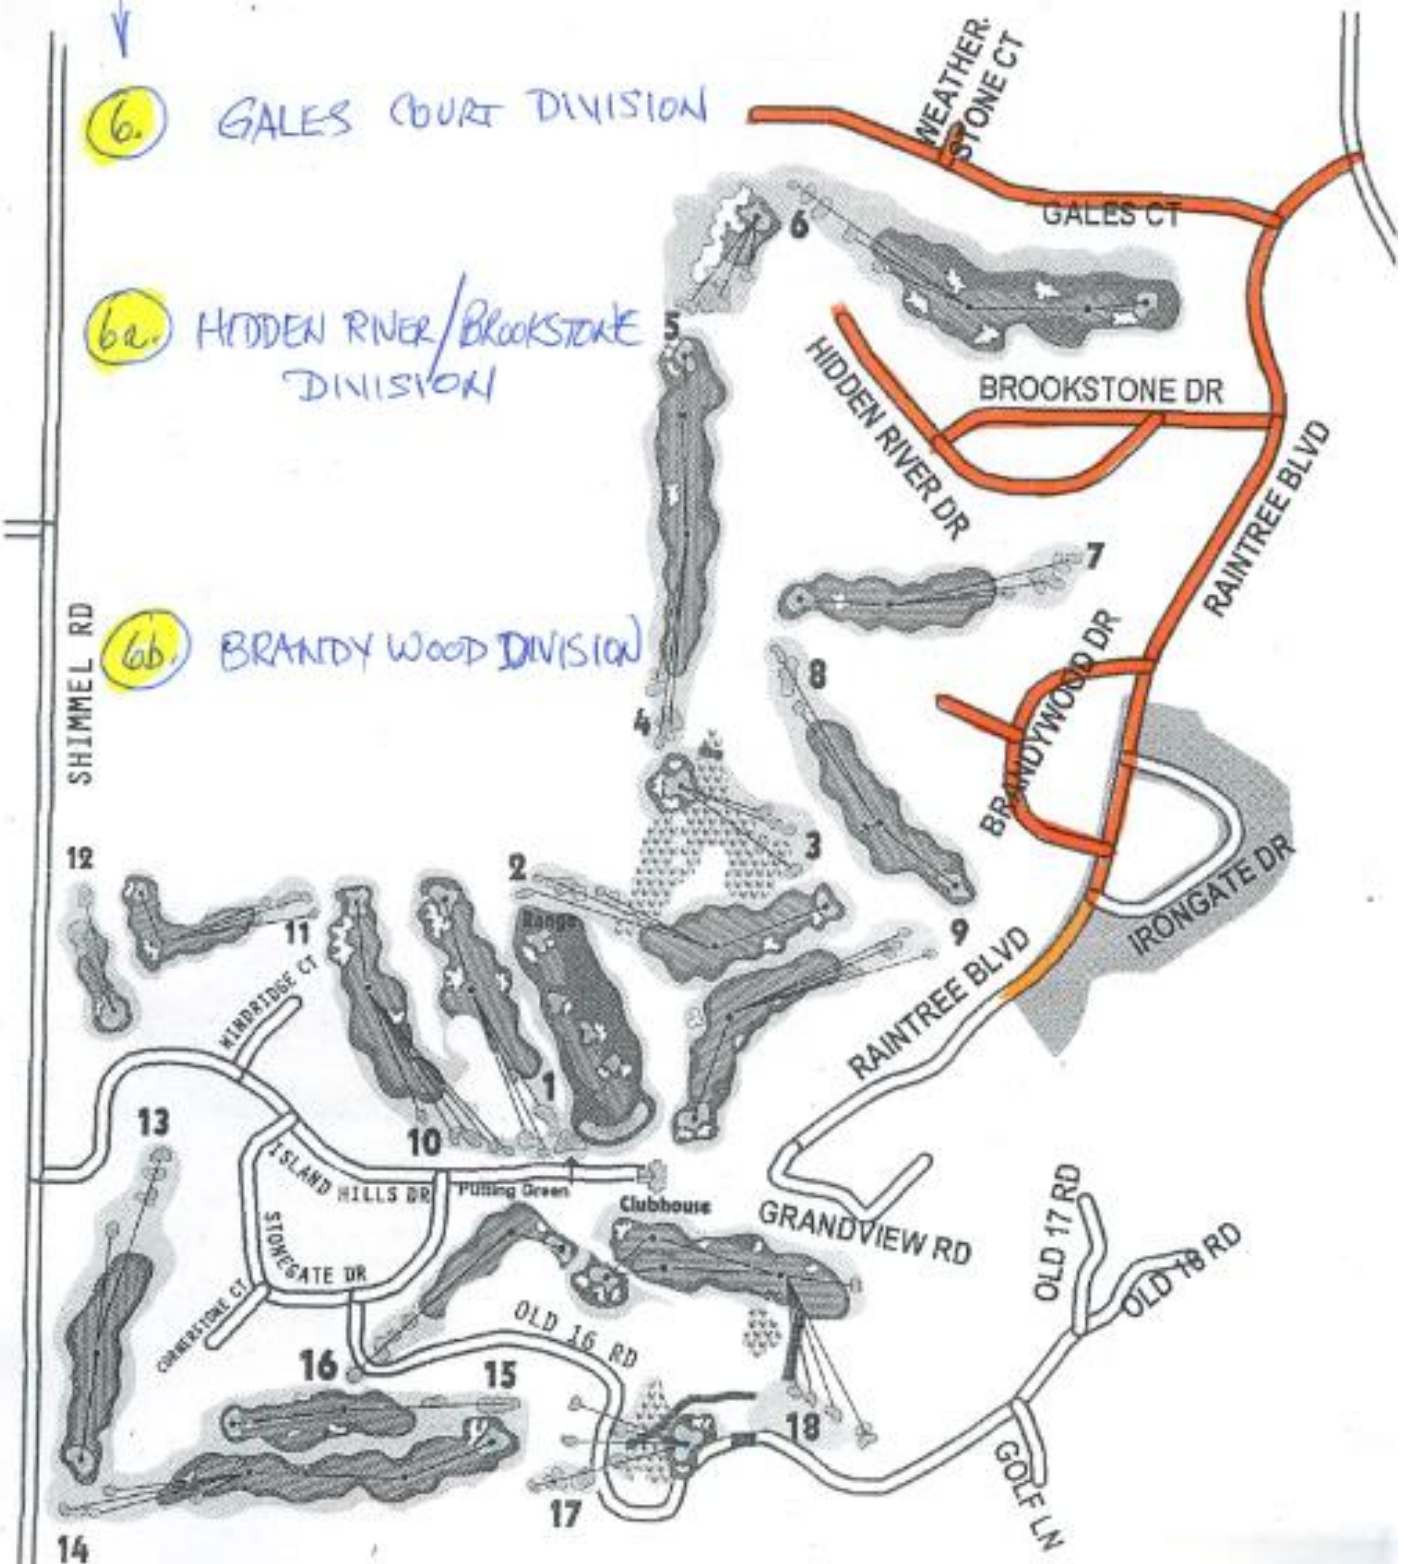 6. GALES COURT DIVISION
WEATHER-
STONE CT
GALES CT
6
6a. HIDDEN RIVER/BROOKSTONE
DIVISION
5
HIDDEN RIVER DR
BROOKSTONE DR
RAINTREE BLVD
7
SHIMMEL RD
6b. BRANDYWOOD DIVISION
8
BRANDYWOOD DR
4
3
IRONGATE DR
12
2
11
Range
9
RAINTREE BLVD
WINDRIDGE CT
13
10
1
ISLAND HILLS DR
Putting Green
Clubhouse
GRANDVIEW RD
OLD 17 RD
OLD 18 RD
STONEGATE DR
CORNERSTONE CT
OLD 16 RD
16
15
18
17
GOLF LN
14